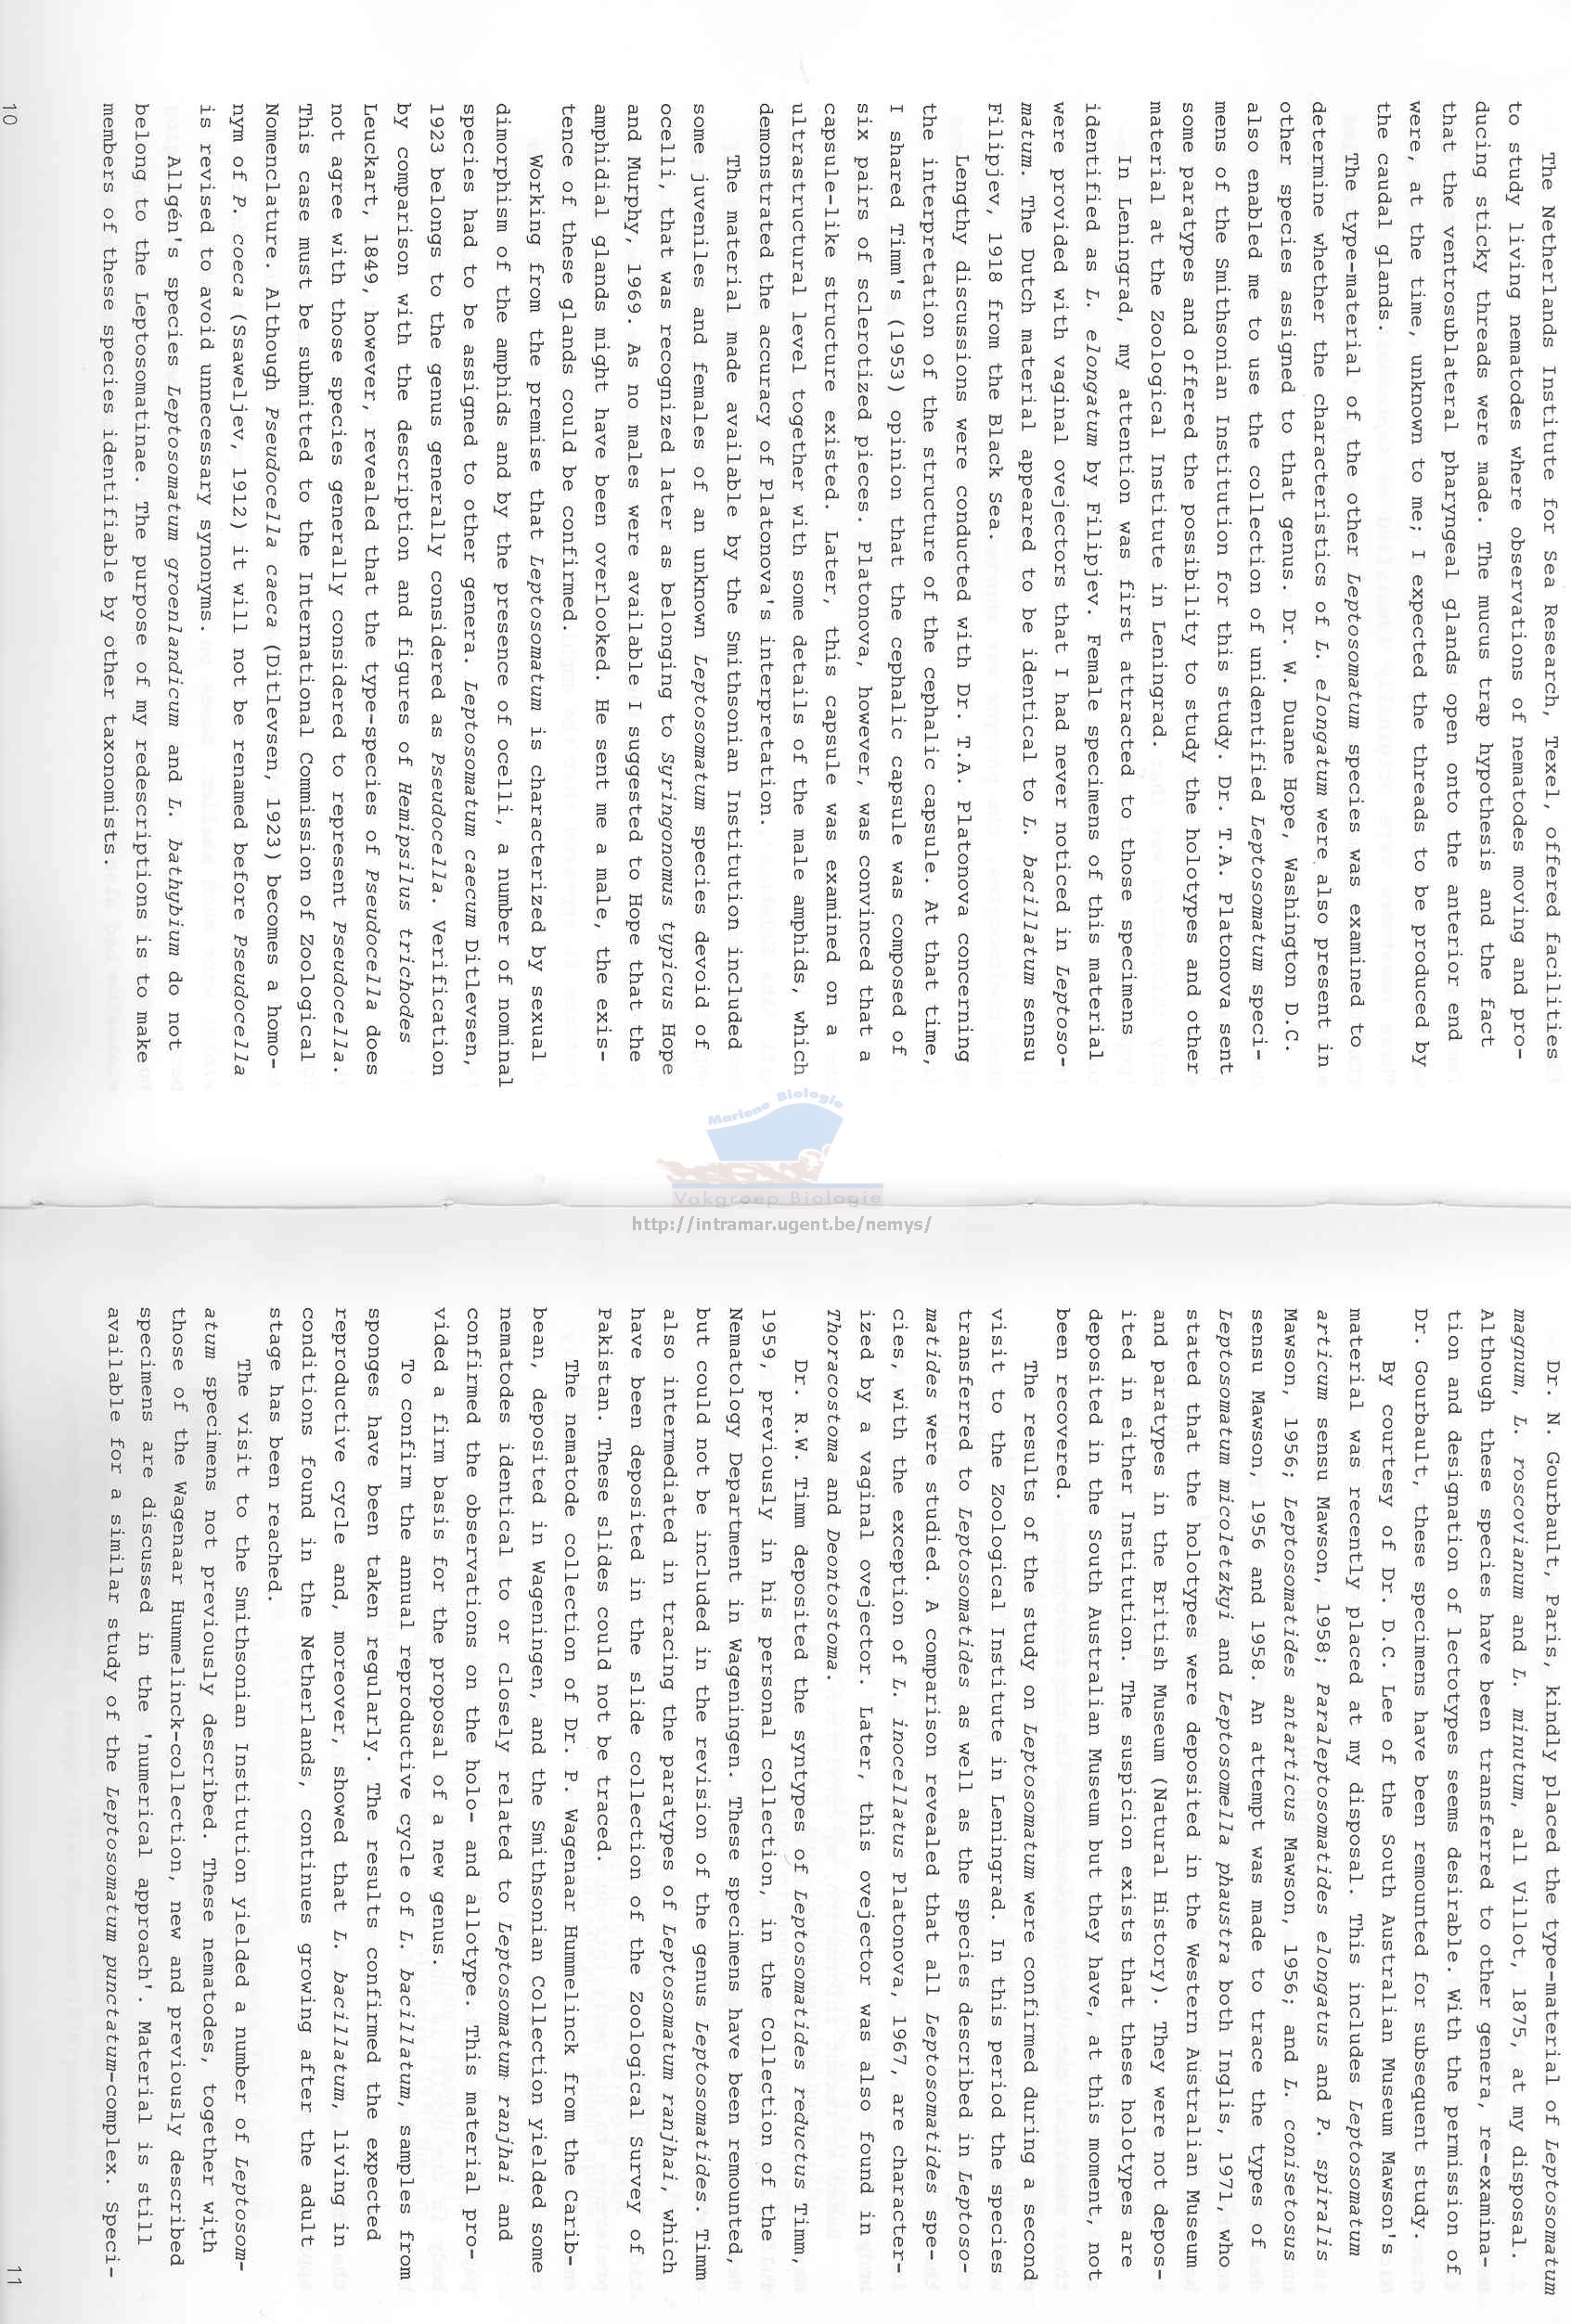 The Netherlands Institute for Sea Research, Texel, offered facilities
to study living nematodes where observations of nematodes moving and pro-
ducing sticky threads were made. The mucus trap hypothesis and the fact
that the ventrosublateral pharyngeal glands open onto the anterior end
were, at the time, unknown to me; I expected the threads to be produced by
the caudal glands.
The type-material of the other Leptosomatum species was examined to
determine whether the characteristics of L. elongatum were also present in
other species assigned to that genus. Dr. W. Duane Hope, Washington D.C.
also enabled me to use the collection of unidentified Leptosomatum speci-
mens of the Smithsonian Institution for this study. Dr. T.A. Platonova sent
some paratypes and offered the possibility to study the holotypes and other
material at the Zoological Institute in Leningrad.
In Leningrad, my attention was first attracted to those specimens
identified as L. elongatum by Filipjev. Female specimens of this material
were provided with vaginal ovejectors that I had never noticed in Leptoso-
matum. The Dutch material appeared to be identical to L. bacillatum sensu
Filipjev, 1918 from the Black Sea.
Lengthy discussions were conducted with Dr. T.A. Platonova concerning
the interpretation of the structure of the cephalic capsule. At that time,
I shared Timm's (1953) opinion that the cephalic capsule was composed of
six pairs of sclerotized pieces. Platonova, however, was convinced that a
capsule-like structure existed. Later, this capsule was examined on a
ultrastructural level together with some details of the male amphids, which
demonstrated the accuracy of Platonova's interpretation.
The material made available by the Smithsonian Institution included
some juveniles and females of an unknown Leptosomatum species devoid of
ocelli, that was recognized later as belonging to Syringonomus typicus Hope
and Murphy, 1969. As no males were available I suggested to Hope that the
amphidial glands might have been overlooked. He sent me a male, the exis-
tence of these glands could be confirmed.
Working from the premise that Leptosomatum is characterized by sexual
dimorphism of the amphids and by the presence of ocelli, a number of nominal
species had to be assigned to other genera. Leptosomatum caecum Ditlevsen,
1923 belongs to the genus generally considered as Pseudocella. Verification
by comparison with the description and figures of Hemipsilus trichodes
Leuckart, 1849, however, revealed that the type-species of Pseudocella does
not agree with those species generally considered to represent Pseudocella.
This case must be submitted to the International Commission of Zoological
Nomenclature. Although Pseudocella caeca (Ditlevsen, 1923) becomes a homo-
nym of P. coeca (Ssaweljev, 1912) it will not be renamed before Pseudocella
is revised to avoid unnecessary synonyms.
Allgén's species Leptosomatum groenlandicum and L. bathybium do not
belong to the Leptosomatinae. The purpose of my redescriptions is to make
members of these species identifiable by other taxonomists.
10
Marione Biologie
Vakgroep Biologie
http://intramar.ugent.be/nemys/
Dr. N. Gourbault, Paris, kindly placed the type-material of Leptosomatum
magnum, L. roscovianum and L. minutum, all Villot, 1875, at my disposal.
Although these species have been transferred to other genera, re-examina-
tion and designation of lectotypes seems desirable. With the permission of
Dr. Gourbault, these specimens have been remounted for subsequent study.
By courtesy of Dr. D.C. Lee of the South Australian Museum Mawson's
material was recently placed at my disposal. This includes Leptosomatum
articum sensu Mawson, 1958; Paraleptosomatides elongatus and P. spiralis
Mawson, 1956; Leptosomatides antarticus Mawson, 1956; and L. conisetosus
sensu Mawson, 1956 and 1958. An attempt was made to trace the types of
Leptosomatum micoletzkyi and Leptosomella phaustra both Inglis, 1971, who
stated that the holotypes were deposited in the Western Australian Museum
and paratypes in the British Museum (Natural History). They were not depos-
ited in either Institution. The suspicion exists that these holotypes are
deposited in the South Australian Museum but they have, at this moment, not
been recovered.
The results of the study on Leptosomatum were confirmed during a second
visit to the Zoological Institute in Leningrad. In this period the species
transferred to Leptosomatides as well as the species described in Leptoso-
matides were studied. A comparison revealed that all Leptosomatides spe-
cies, with the exception of L. inocellatus Platonova, 1967, are character-
ized by a vaginal ovejector. Later, this ovejector was also found in
Thoracostoma and Deontostoma.
Dr. R.W. Timm deposited the syntypes of Leptosomatides reductus Timm,
1959, previously in his personal collection, in the Collection of the
Nematology Department in Wageningen. These specimens have been remounted,
but could not be included in the revision of the genus Leptosomatides. Timm
also intermediated in tracing the paratypes of Leptosomatum ranjhai, which
have been deposited in the slide collection of the Zoological Survey of
Pakistan. These slides could not be traced.
The nematode collection of Dr. P. Wagenaar Hummelinck from the Carib-
bean, deposited in Wageningen, and the Smithsonian Collection yielded some
nematodes identical to or closely related to Leptosomatum ranjhai and
confirmed the observations on the holo- and allotype. This material pro-
vided a firm basis for the proposal of a new genus.
To confirm the annual reproductive cycle of L. bacillatum, samples from
sponges have been taken regularly. The results confirmed the expected
reproductive cycle and, moreover, showed that L. bacillatum, living in
conditions found in the Netherlands, continues growing after the adult
stage has been reached.
The visit to the Smithsonian Institution yielded a number of Leptosom-
atum specimens not previously described. These nematodes, together with
those of the Wagenaar Hummelinck-collection, new and previously described
specimens are discussed in the 'numerical approach'. Material is still
available for a similar study of the Leptosomatum punctatum-complex. Speci-
11